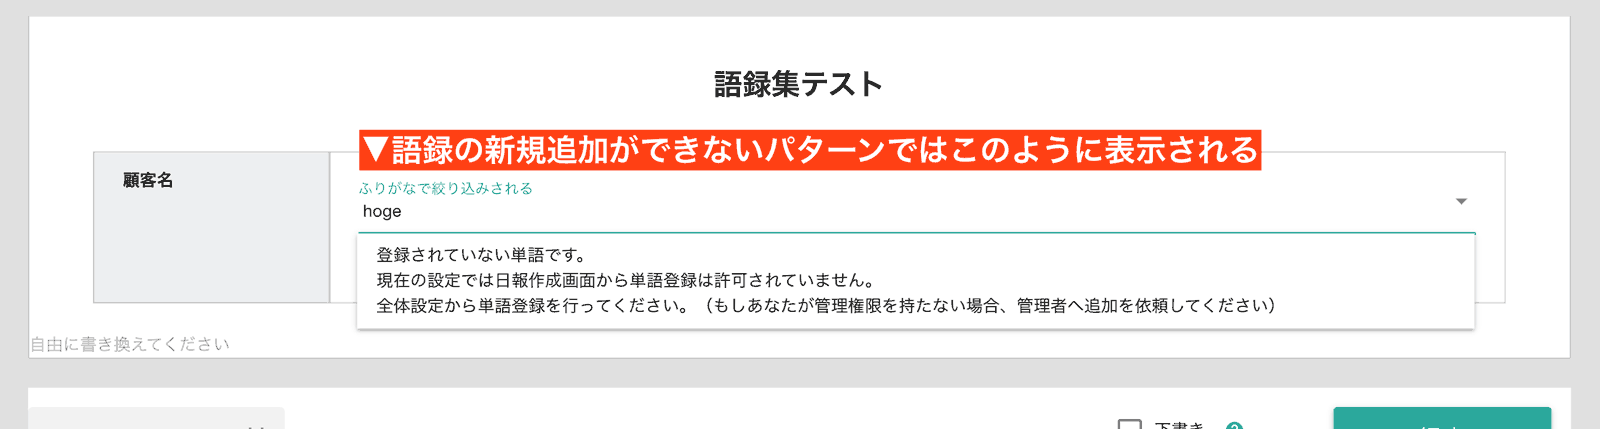 語録集テスト
▼語録の新規追加ができないパターンではこのように表示される
顧客名
ふりがなで絞り込みされる
hoge
登録されていない単語です。
現在の設定では日報作成画面から単語登録は許可されていません。
全体設定から単語登録を行ってください。（もしあなたが管理権限を持たない場合、管理者へ追加を依頼してください）
自由に書き換えてください
下書き